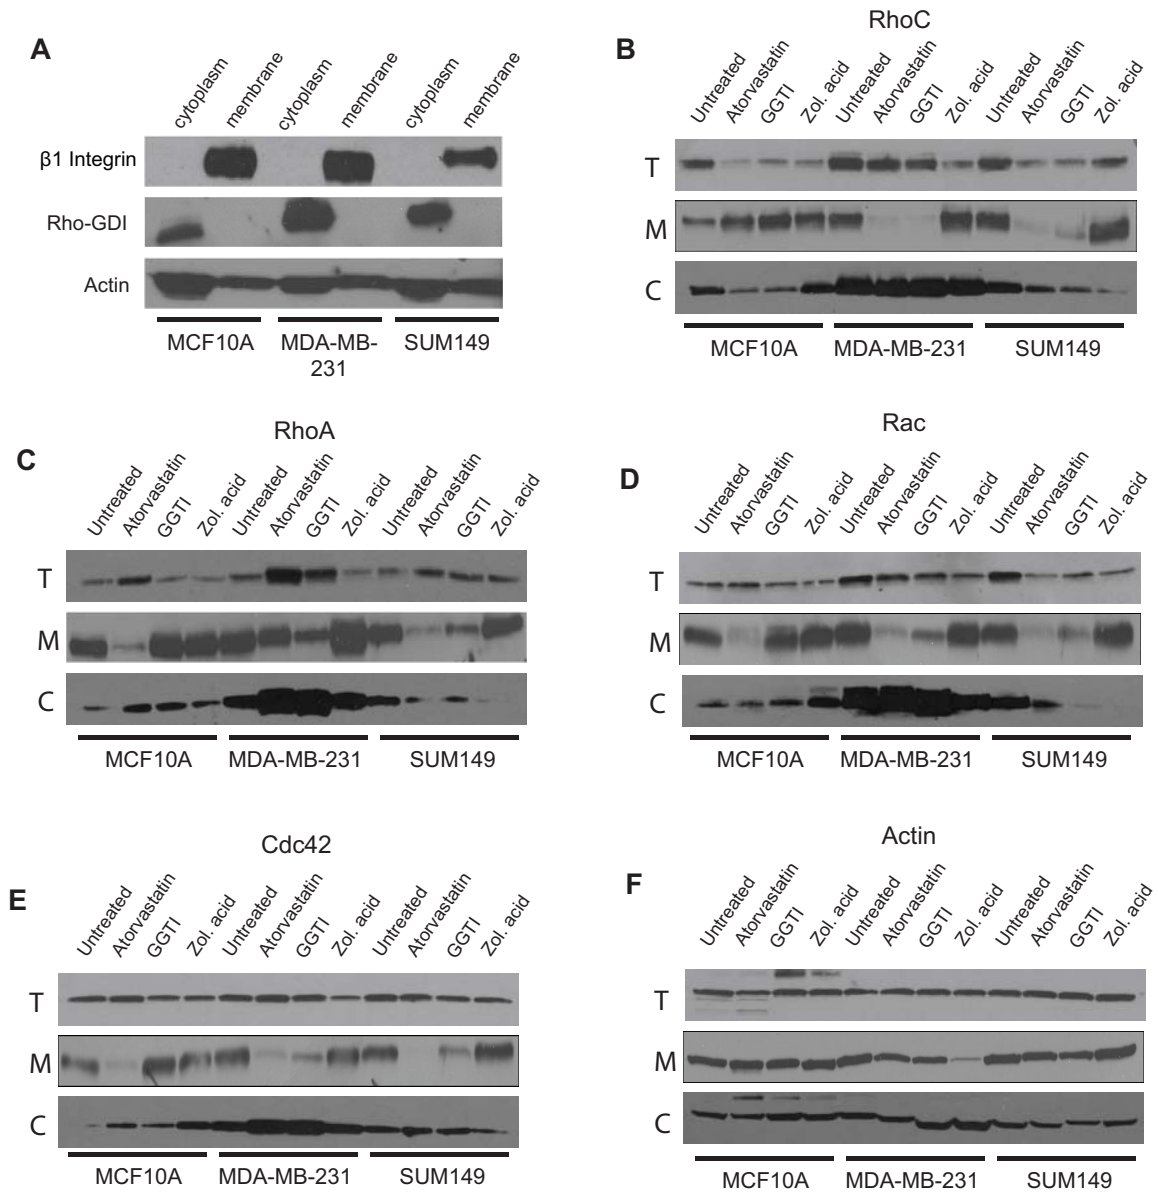 A
cytoplasm membrane cytoplasm membrane cytoplasm membrane
β1 Integrin
Rho-GDI
Actin
MCF10A MDA-MB-231 SUM149
RhoC
B
Untreated Atorvastatin GGTI Zol. acid Untreated Atorvastatin GGTI Zol. acid Untreated Atorvastatin GGTI Zol. acid
T
M
C
MCF10A MDA-MB-231 SUM149
RhoA
C
Untreated Atorvastatin GGTI Zol. acid Untreated Atorvastatin GGTI Zol. acid Untreated Atorvastatin GGTI Zol. acid
T
M
C
MCF10A MDA-MB-231 SUM149
Rac
D
Untreated Atorvastatin GGTI Zol. acid Untreated Atorvastatin GGTI Zol. acid Untreated Atorvastatin GGTI Zol. acid
T
M
C
MCF10A MDA-MB-231 SUM149
Cdc42
E
Untreated Atorvastatin GGTI Zol. acid Untreated Atorvastatin GGTI Zol. acid Untreated Atorvastatin GGTI Zol. acid
T
M
C
MCF10A MDA-MB-231 SUM149
Actin
F
Untreated Atorvastatin GGTI Zol. acid Untreated Atorvastatin GGTI Zol. acid Untreated Atorvastatin GGTI Zol. acid
T
M
C
MCF10A MDA-MB-231 SUM149